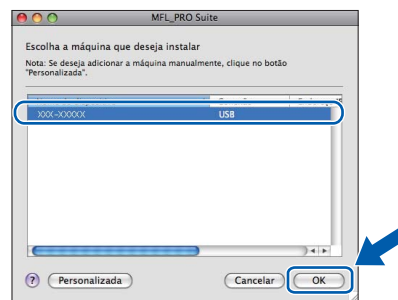 MFL_PRO Suite
Escolha a máquina que deseja instalar
Nota: Se deseja adicionar a máquina manualmente, clique no botão
"Personalizada".
XXX-XXXXX USB
? Personalizada Cancelar OK